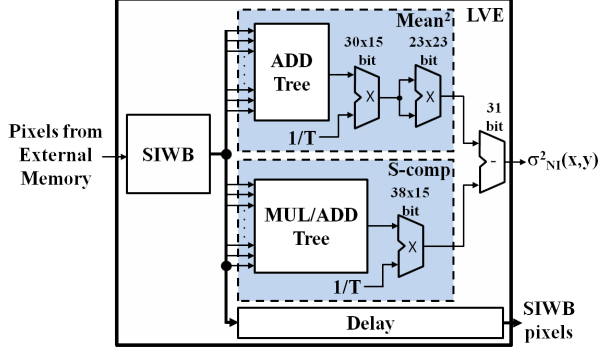 Mean²
LVE
30x15
bit
23x23
bit
ADD
Tree
X
X
1/T
31
bit
-
σ²NI(x,y)
Pixels from
External
Memory
SIWB
S-comp
38x15
bit
MUL/ADD
Tree
X
1/T
Delay
SIWB
pixels